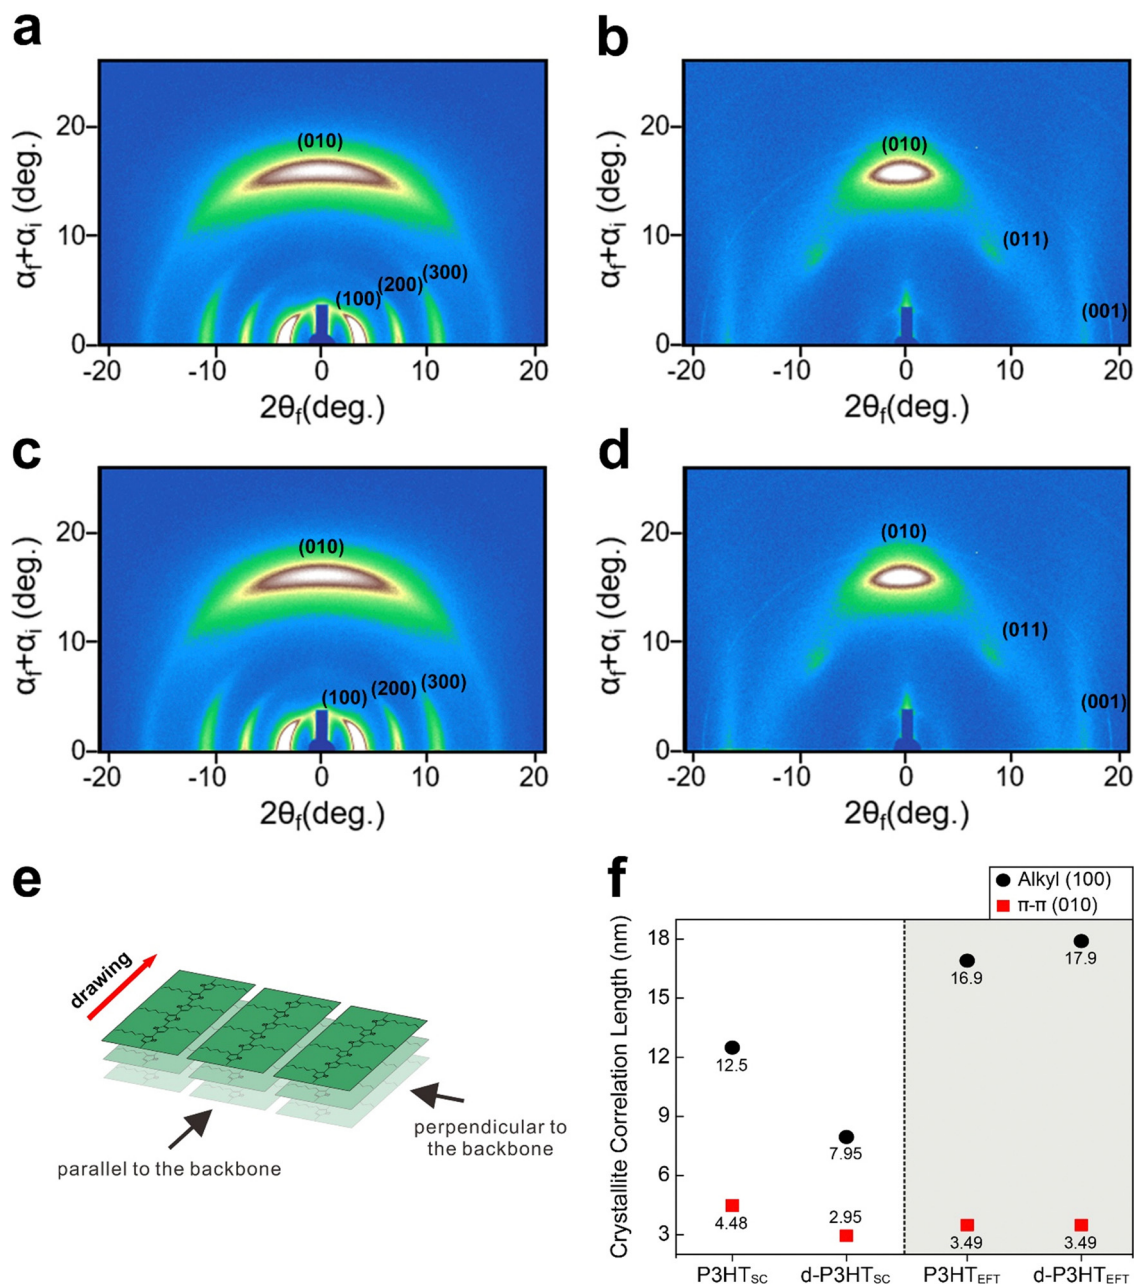 a
20
(010)
10
(300)
(200)
(100)
0
-20 -10 0 10 20
αf+αi (deg.)
2θf(deg.)
b
20
(010)
10
(011)
(001)
0
-20 -10 0 10 20
αf+αi (deg.)
2θf(deg.)
c
20
(010)
10
(300)
(200)
(100)
0
-20 -10 0 10 20
αf+αi (deg.)
2θf(deg.)
d
20
(010)
10
(011)
(001)
0
-20 -10 0 10 20
αf+αi (deg.)
2θf(deg.)
e
drawing
perpendicular to
the backbone
parallel to the backbone
f
Alkyl (100)
π-π (010)
Crystallite Correlation Length (nm)
18
15
12
9
6
3
12.5
7.95
16.9
17.9
4.48
2.95
3.49
3.49
P3HTSC d-P3HTSC P3HTEFT d-P3HTEFT